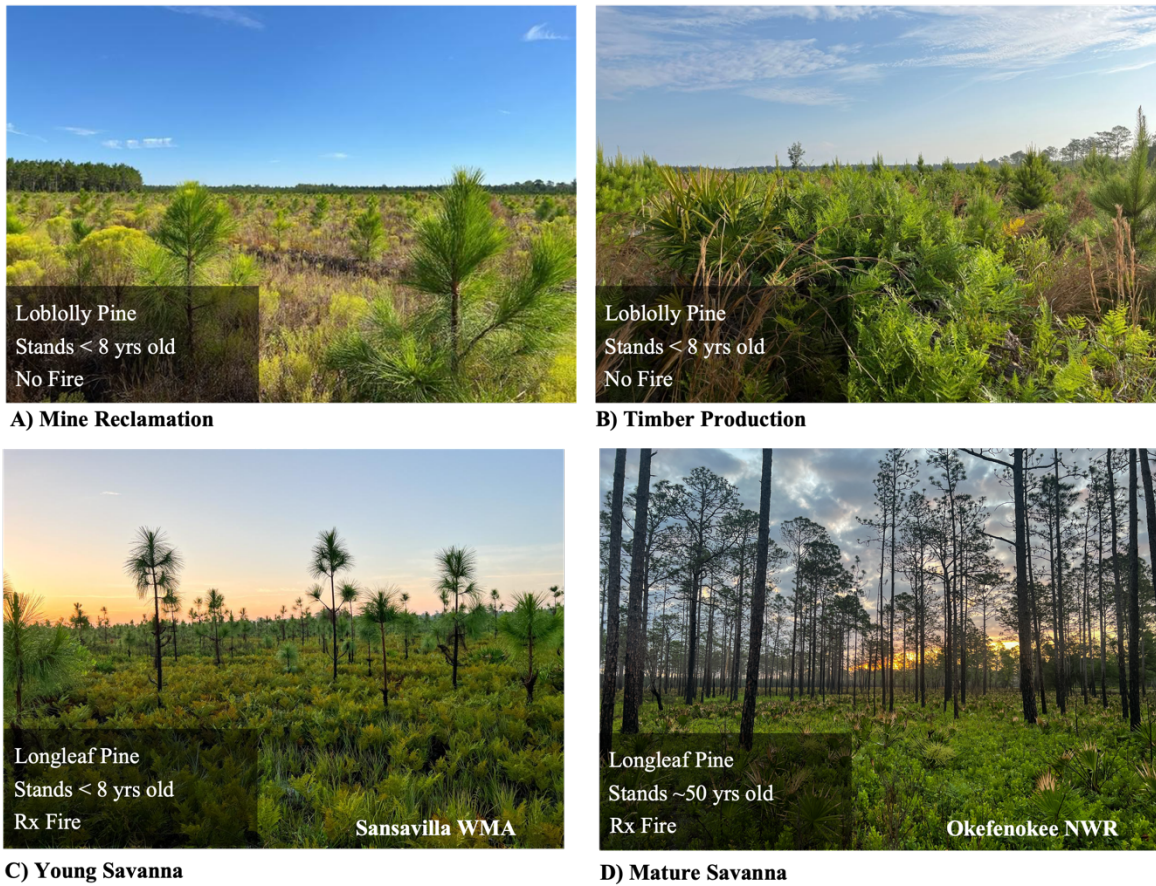 Loblolly Pine
Stands < 8 yrs old
No Fire
A) Mine Reclamation
Loblolly Pine
Stands < 8 yrs old
No Fire
B) Timber Production
Longleaf Pine
Stands < 8 yrs old
Rx Fire
Sansavilla WMA
C) Young Savanna
Longleaf Pine
Stands ~50 yrs old
Rx Fire
Okefenokee NWR
D) Mature Savanna